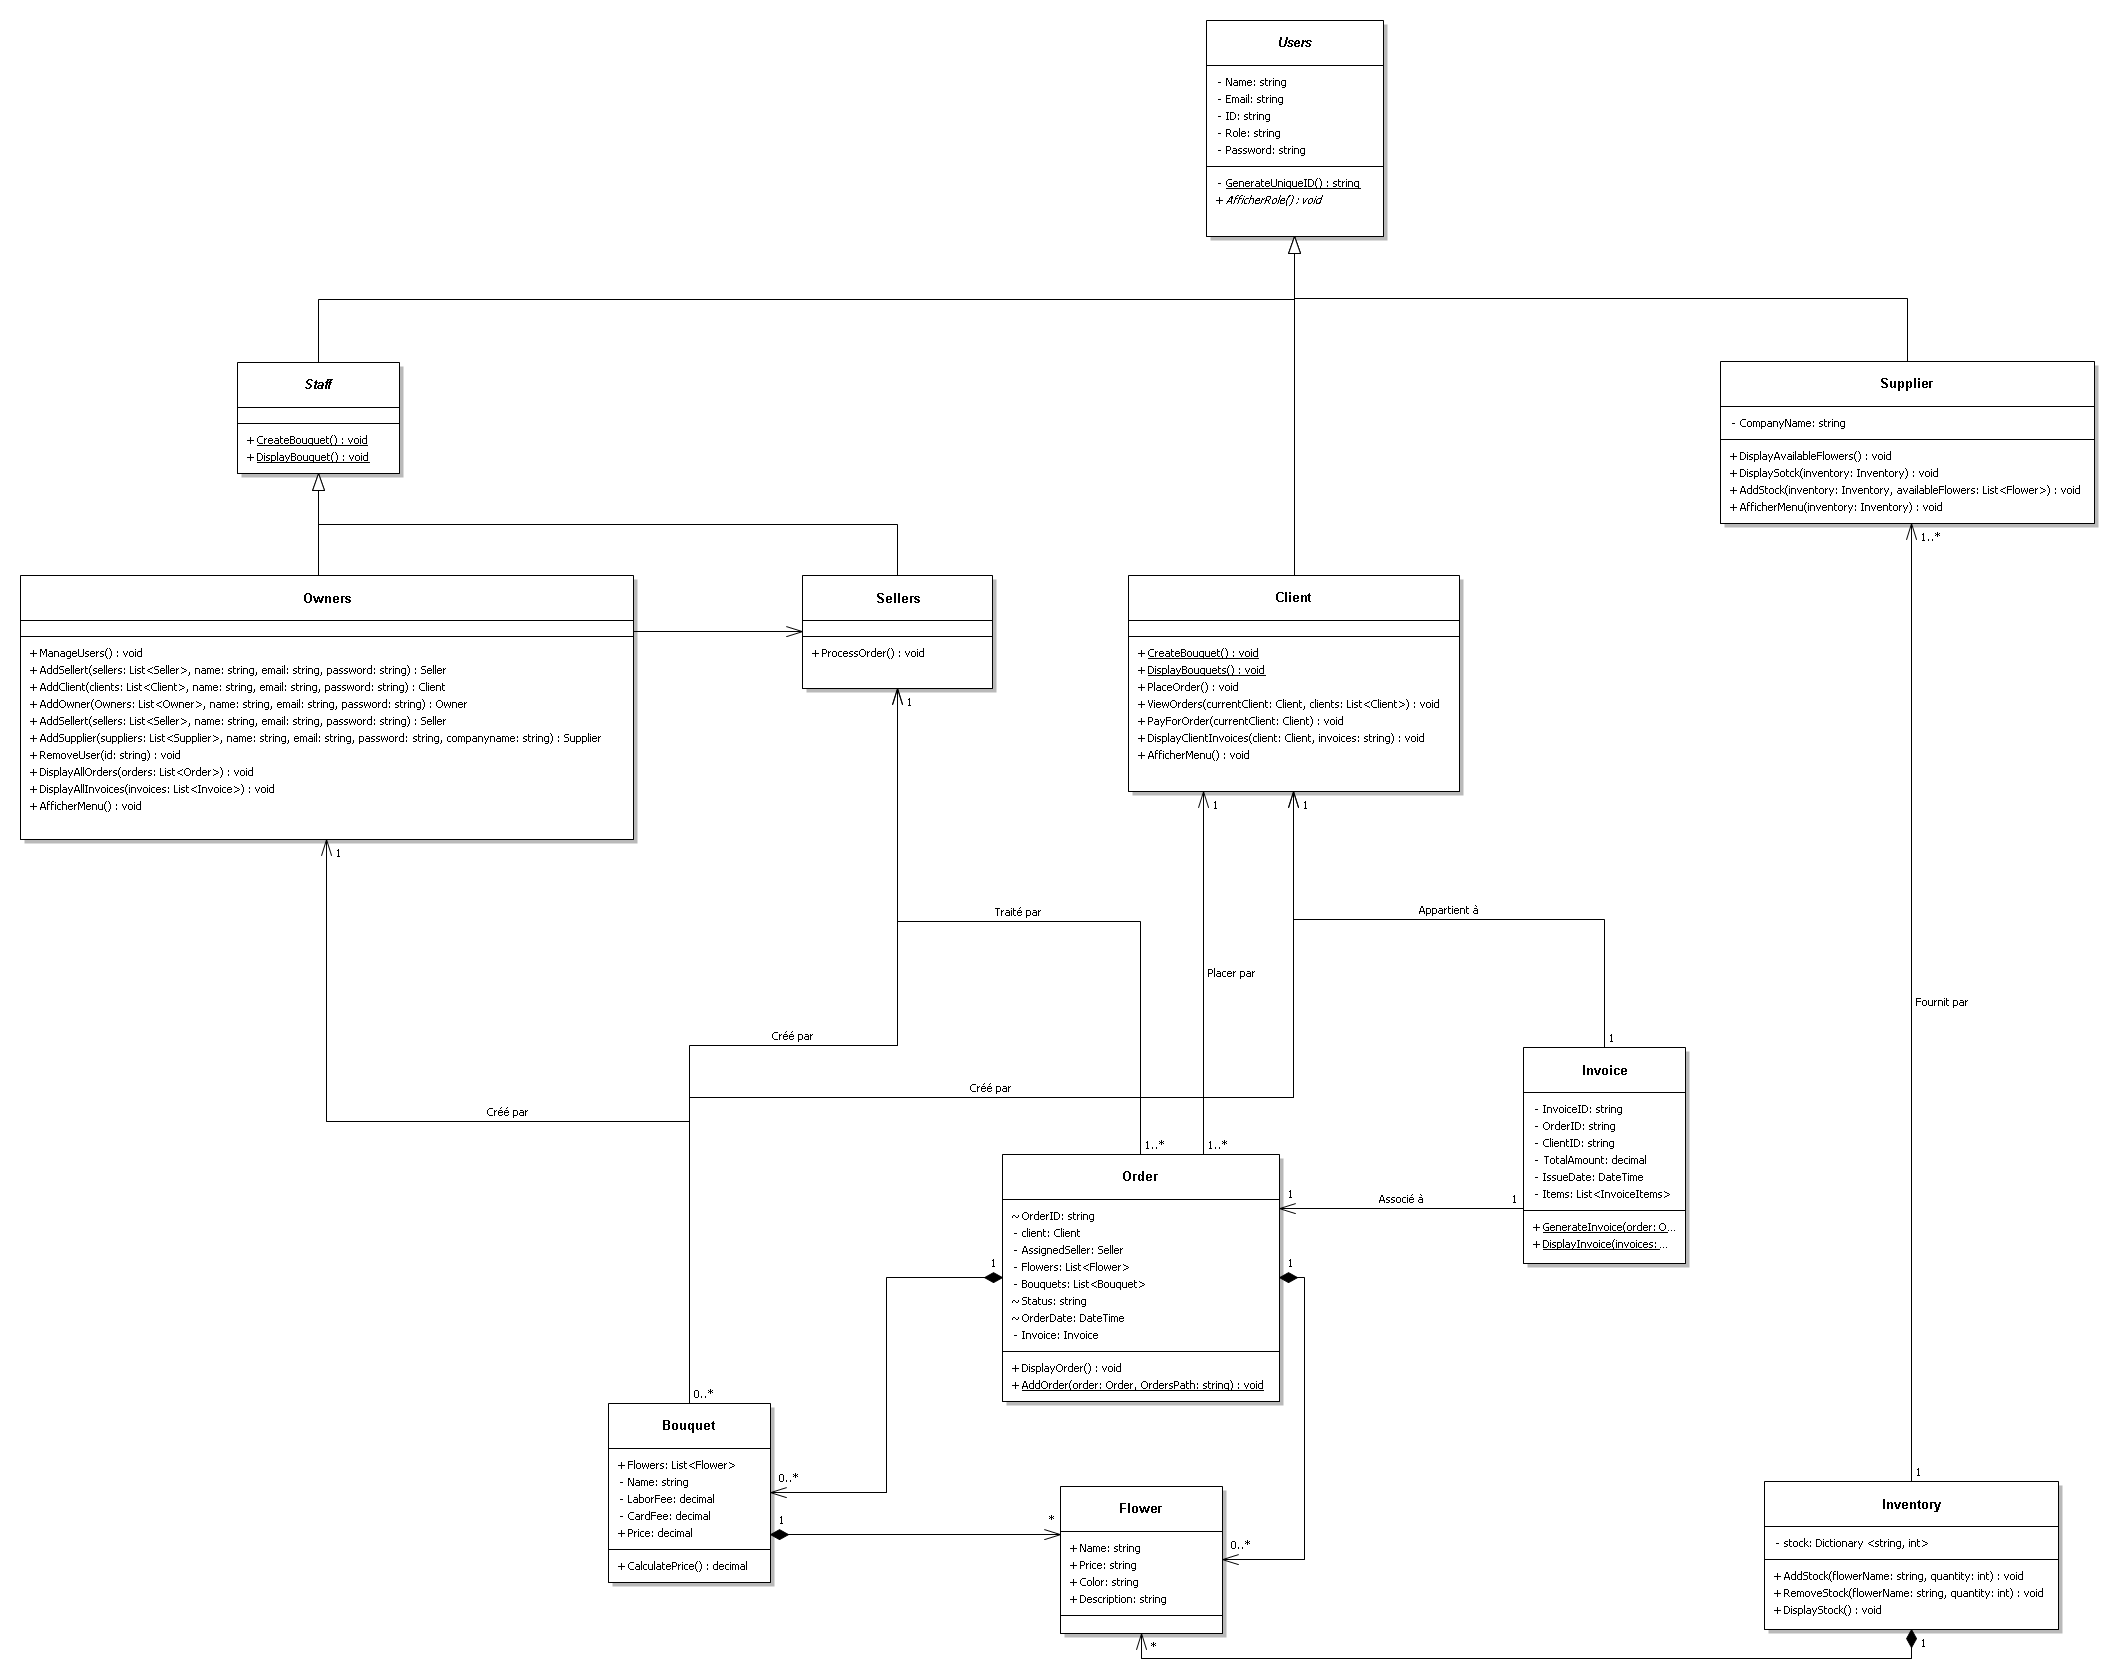 Users
- Name: string
- Email: string
- ID: string
- Role: string
- Password: string
- GenerateUniqueID() : string
+ AfficherRole() : void
Staff
+ CreateBouquet() : void
+ DisplayBouquet() : void
Supplier
- CompanyName: string
+ DisplayAvailableFlowers() : void
+ DisplaySotck(inventory: Inventory) : void
+ AddStock(inventory: Inventory, availableFlowers: List<Flower>) : void
+ AfficherMenu(inventory: Inventory) : void
1..*
Owners
+ ManageUsers() : void
+ AddSellert(sellers: List<Seller>, name: string, email: string, password: string) : Seller
+ AddClient(clients: List<Client>, name: string, email: string, password: string) : Client
+ AddOwner(Owners: List<Owner>, name: string, email: string, password: string) : Owner
+ AddSellert(sellers: List<Seller>, name: string, email: string, password: string) : Seller
+ AddSupplier(suppliers: List<Supplier>, name: string, email: string, password: string, companyname: string) : Supplier
+ RemoveUser(id: string) : void
+ DisplayAllOrders(orders: List<Order>) : void
+ DisplayAllInvoices(invoices: List<Invoice>) : void
+ AfficherMenu() : void
1
Sellers
+ ProcessOrder() : void
1
Client
+ CreateBouquet() : void
+ DisplayBouquets() : void
+ PlaceOrder() : void
+ ViewOrders(currentClient: Client, clients: List<Client>) : void
+ PayForOrder(currentClient: Client) : void
+ DisplayClientInvoices(client: Client, invoices: string) : void
+ AfficherMenu() : void
1
1
Traité par
Appartient à
Placer par
Fournit par
Créé par
Créé par
Créé par
1
Invoice
- InvoiceID: string
- OrderID: string
- ClientID: string
- TotalAmount: decimal
- IssueDate: DateTime
- Items: List<InvoiceItems>
+ GenerateInvoice(order: O...
+ DisplayInvoice(invoices: ...
1..*
1..*
Order
~ OrderID: string
- client: Client
- AssignedSeller: Seller
- Flowers: List<Flower>
- Bouquets: List<Bouquet>
~ Status: string
~ OrderDate: DateTime
- Invoice: Invoice
+ DisplayOrder() : void
+ AddOrder(order: Order, OrdersPath: string) : void
1
Associé à
1
1
1
0..*
Bouquet
+ Flowers: List<Flower>
- Name: string
- LaborFee: decimal
- CardFee: decimal
+ Price: decimal
+ CalculatePrice() : decimal
0..*
1
*
Flower
+ Name: string
+ Price: string
+ Color: string
+ Description: string
0..*
*
1
Inventory
- stock: Dictionary <string, int>
+ AddStock(flowerName: string, quantity: int) : void
+ RemoveStock(flowerName: string, quantity: int) : void
+ DisplayStock() : void
1